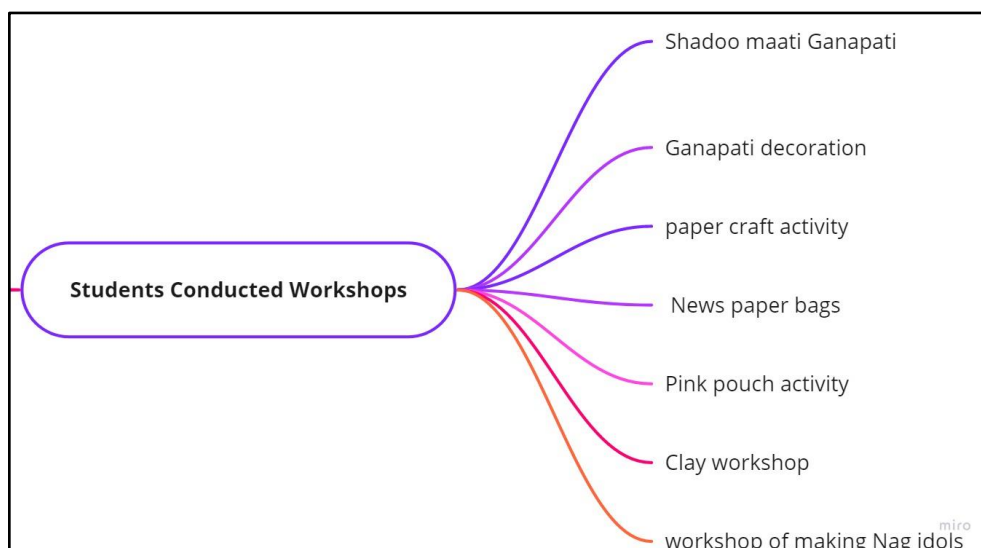 Shadoo maati Ganapati
Ganapati decoration
paper craft activity
Students Conducted Workshops
News paper bags
Pink pouch activity
Clay workshop
miro
workshop of making Nag idols